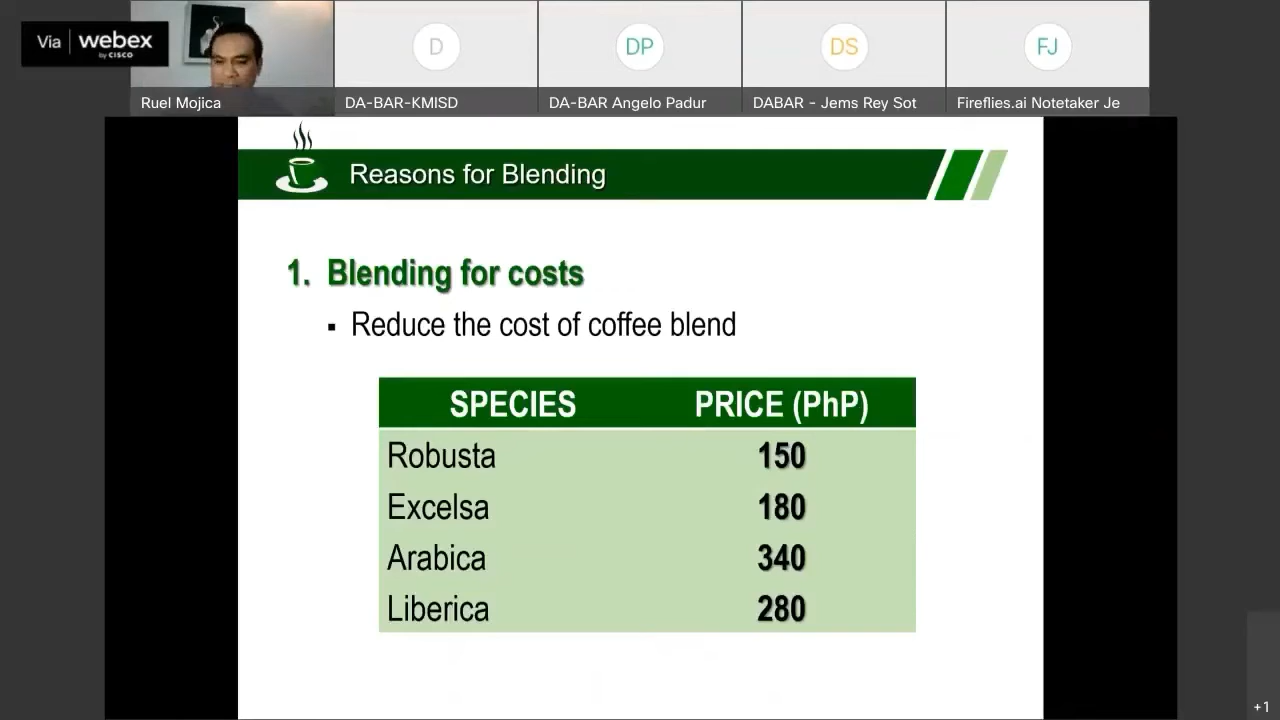 Via webex
by CISCO
D
DP
DS
FJ
Ruel Mojica
DA-BAR-KMISD
DA-BAR Angelo Padur
DABAR - Jems Rey Sot
Fireflies.ai Notetaker Je
Reasons for Blending
1. Blending for costs
▪ Reduce the cost of coffee blend
SPECIES PRICE (PhP)
Robusta 150
Excelsa 180
Arabica 340
Liberica 280
+1